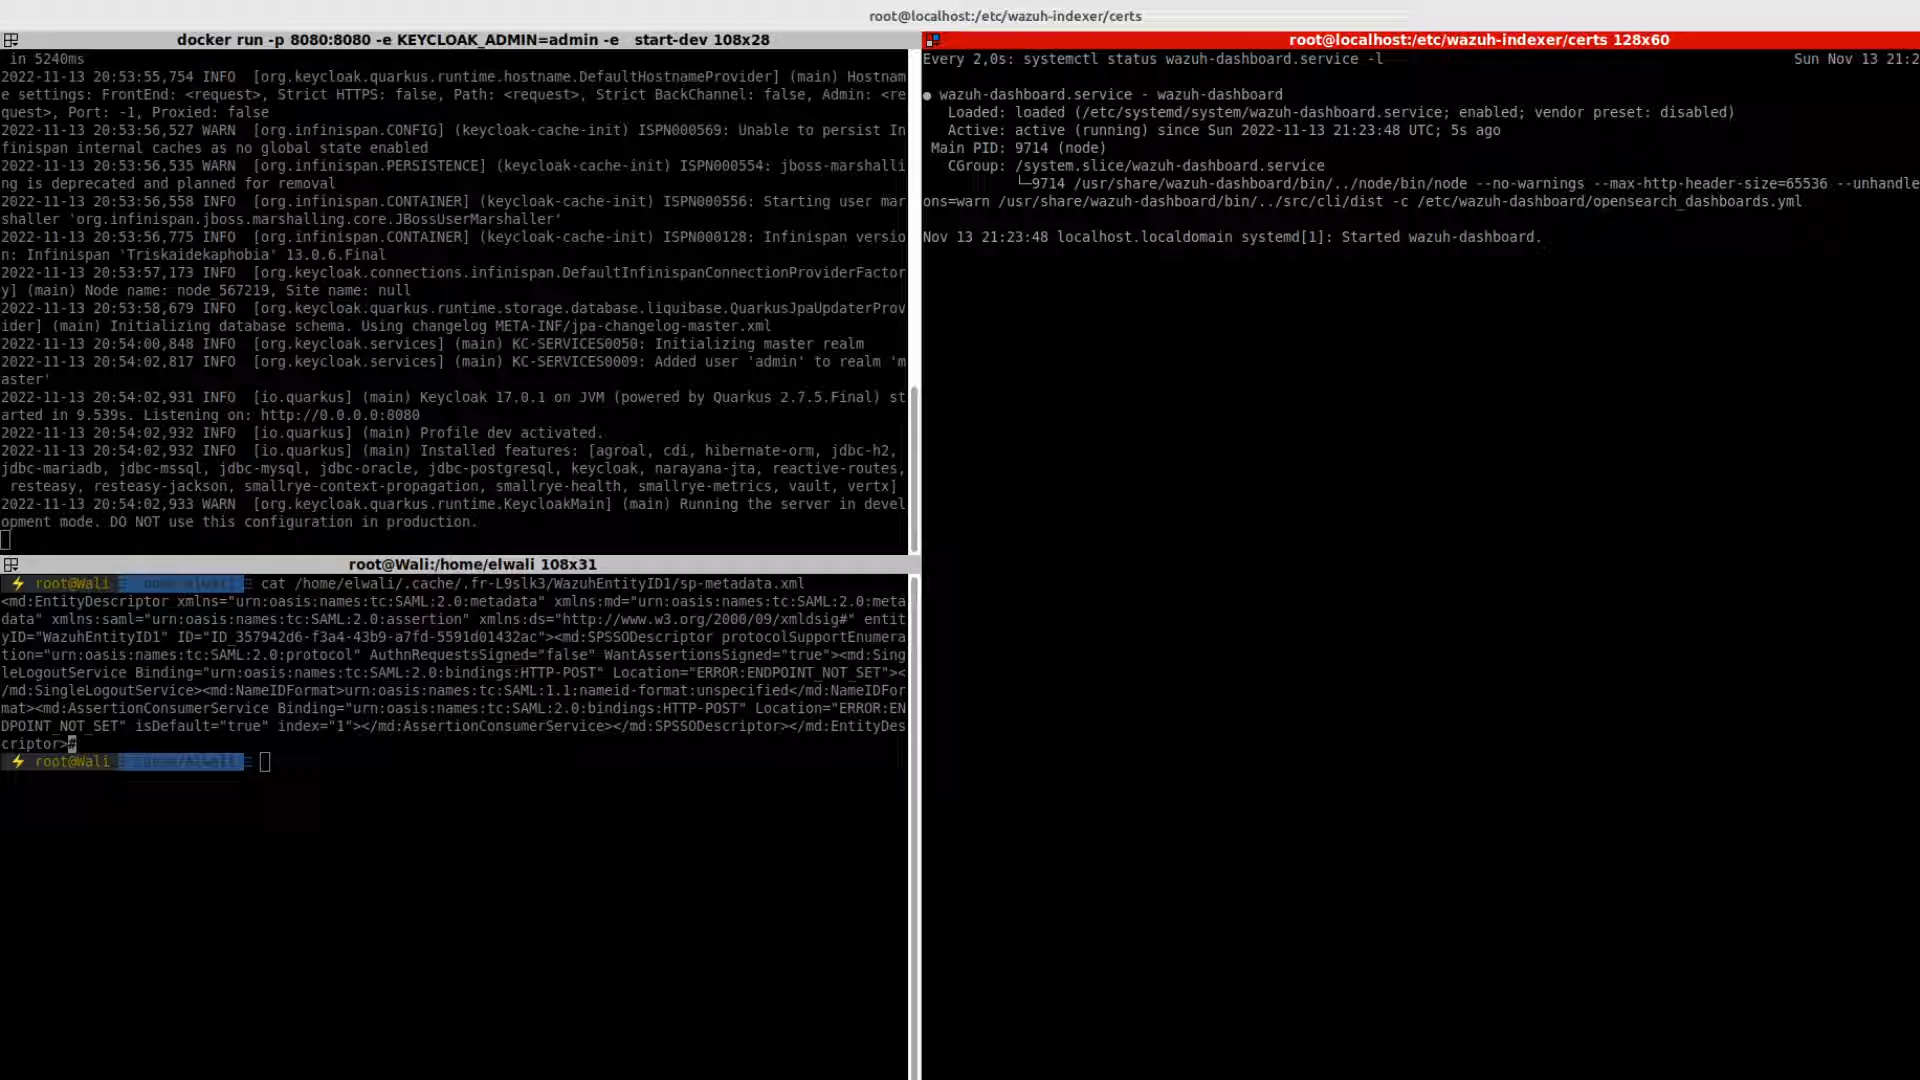 root@localhost:/etc/wazuh-indexer/certs
docker run -p 8080:8080 -e KEYCLOAK_ADMIN=admin -e   start-dev 108x28
in 5240ms
2022-11-13 20:53:55,754 INFO  [org.keycloak.quarkus.runtime.hostname.DefaultHostnameProvider] (main) Hostnam
e settings: FrontEnd: <request>, Strict HTTPS: false, Path: <request>, Strict BackChannel: false, Admin: <re
quest>, Port: -1, Proxied: false
2022-11-13 20:53:56,527 WARN  [org.infinispan.CONFIG] (keycloak-cache-init) ISPN000569: Unable to persist In
finispan internal caches as no global state enabled
2022-11-13 20:53:56,535 WARN  [org.infinispan.PERSISTENCE] (keycloak-cache-init) ISPN000554: jboss-marshalli
ng is deprecated and planned for removal
2022-11-13 20:53:56,558 INFO  [org.infinispan.CONTAINER] (keycloak-cache-init) ISPN000556: Starting user mar
shaller 'org.infinispan.jboss.marshalling.core.JBossUserMarshaller'
2022-11-13 20:53:56,775 INFO  [org.infinispan.CONTAINER] (keycloak-cache-init) ISPN000128: Infinispan versio
n: Infinispan 'Triskaidekaphobia' 13.0.6.Final
2022-11-13 20:53:57,173 INFO  [org.keycloak.connections.infinispan.DefaultInfinispanConnectionProviderFactor
y] (main) Node name: node_567219, Site name: null
2022-11-13 20:53:58,679 INFO  [org.keycloak.quarkus.runtime.storage.database.liquibase.QuarkusJpaUpdaterProv
ider] (main) Initializing database schema. Using changelog META-INF/jpa-changelog-master.xml
2022-11-13 20:54:00,848 INFO  [org.keycloak.services] (main) KC-SERVICES0050: Initializing master realm
2022-11-13 20:54:02,817 INFO  [org.keycloak.services] (main) KC-SERVICES0009: Added user 'admin' to realm 'm
aster'
2022-11-13 20:54:02,931 INFO  [io.quarkus] (main) Keycloak 17.0.1 on JVM (powered by Quarkus 2.7.5.Final) st
arted in 9.539s. Listening on: http://0.0.0.0:8080
2022-11-13 20:54:02,932 INFO  [io.quarkus] (main) Profile dev activated.
2022-11-13 20:54:02,932 INFO  [io.quarkus] (main) Installed features: [agroal, cdi, hibernate-orm, jdbc-h2,
jdbc-mariadb, jdbc-mssql, jdbc-mysql, jdbc-oracle, jdbc-postgresql, keycloak, narayana-jta, reactive-routes,
resteasy, resteasy-jackson, smallrye-context-propagation, smallrye-health, smallrye-metrics, vault, vertx]
2022-11-13 20:54:02,933 WARN  [org.keycloak.quarkus.runtime.KeycloakMain] (main) Running the server in devel
opment mode. DO NOT use this configuration in production.
root@Wali:/home/elwali 108x31
⚡ root@Wali cat /home/elwali/.cache/.fr-L9slk3/WazuhEntityID1/sp-metadata.xml
<md:EntityDescriptor xmlns="urn:oasis:names:tc:SAML:2.0:metadata" xmlns:md="urn:oasis:names:tc:SAML:2.0:meta
data" xmlns:saml="urn:oasis:names:tc:SAML:2.0:assertion" xmlns:ds="http://www.w3.org/2000/09/xmldsig#" entit
yID="WazuhEntityID1" ID="ID_357942d6-f3a4-43b9-a7fd-5591d01432ac"><md:SPSSODescriptor protocolSupportEnumera
tion="urn:oasis:names:tc:SAML:2.0:protocol" AuthnRequestsSigned="false" WantAssertionsSigned="true"><md:Sing
leLogoutService Binding="urn:oasis:names:tc:SAML:2.0:bindings:HTTP-POST" Location="ERROR:ENDPOINT_NOT_SET"><
/md:SingleLogoutService><md:NameIDFormat>urn:oasis:names:tc:SAML:1.1:nameid-format:unspecified</md:NameIDFor
mat><md:AssertionConsumerService Binding="urn:oasis:names:tc:SAML:2.0:bindings:HTTP-POST" Location="ERROR:EN
DPOINT_NOT_SET" isDefault="true" index="1"></md:AssertionConsumerService></md:SPSSODescriptor></md:EntityDes
criptor>#
⚡ root@Wali
root@localhost:/etc/wazuh-indexer/certs 128x60
Every 2,0s: systemctl status wazuh-dashboard.service -l Sun Nov 13 21:2
● wazuh-dashboard.service - wazuh-dashboard
Loaded: loaded (/etc/systemd/system/wazuh-dashboard.service; enabled; vendor preset: disabled)
Active: active (running) since Sun 2022-11-13 21:23:48 UTC; 5s ago
Main PID: 9714 (node)
CGroup: /system.slice/wazuh-dashboard.service
└─9714 /usr/share/wazuh-dashboard/bin/../node/bin/node --no-warnings --max-http-header-size=65536 --unhandle
ons=warn /usr/share/wazuh-dashboard/bin/../src/cli/dist -c /etc/wazuh-dashboard/opensearch_dashboards.yml
Nov 13 21:23:48 localhost.localdomain systemd[1]: Started wazuh-dashboard.